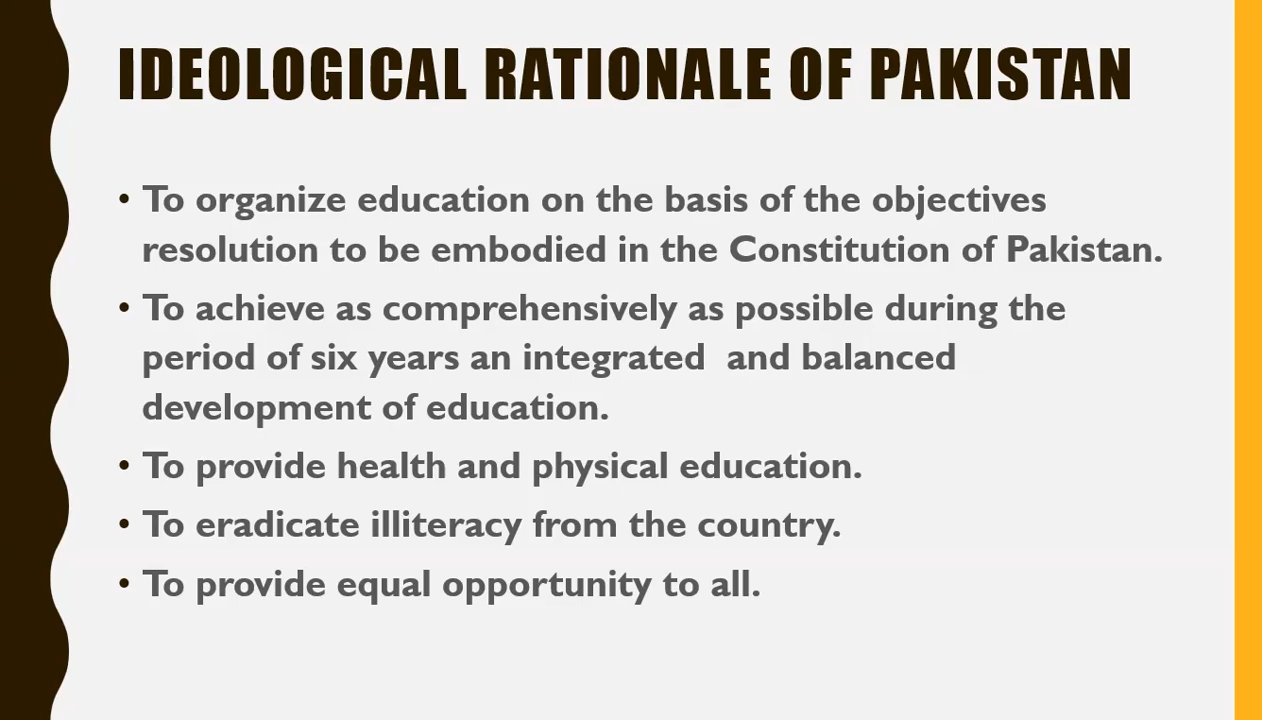 IDEOLOGICAL RATIONALE OF PAKISTAN
• To organize education on the basis of the objectives
resolution to be embodied in the Constitution of Pakistan.
• To achieve as comprehensively as possible during the
period of six years an integrated  and balanced
development of education.
• To provide health and physical education.
• To eradicate illiteracy from the country.
• To provide equal opportunity to all.